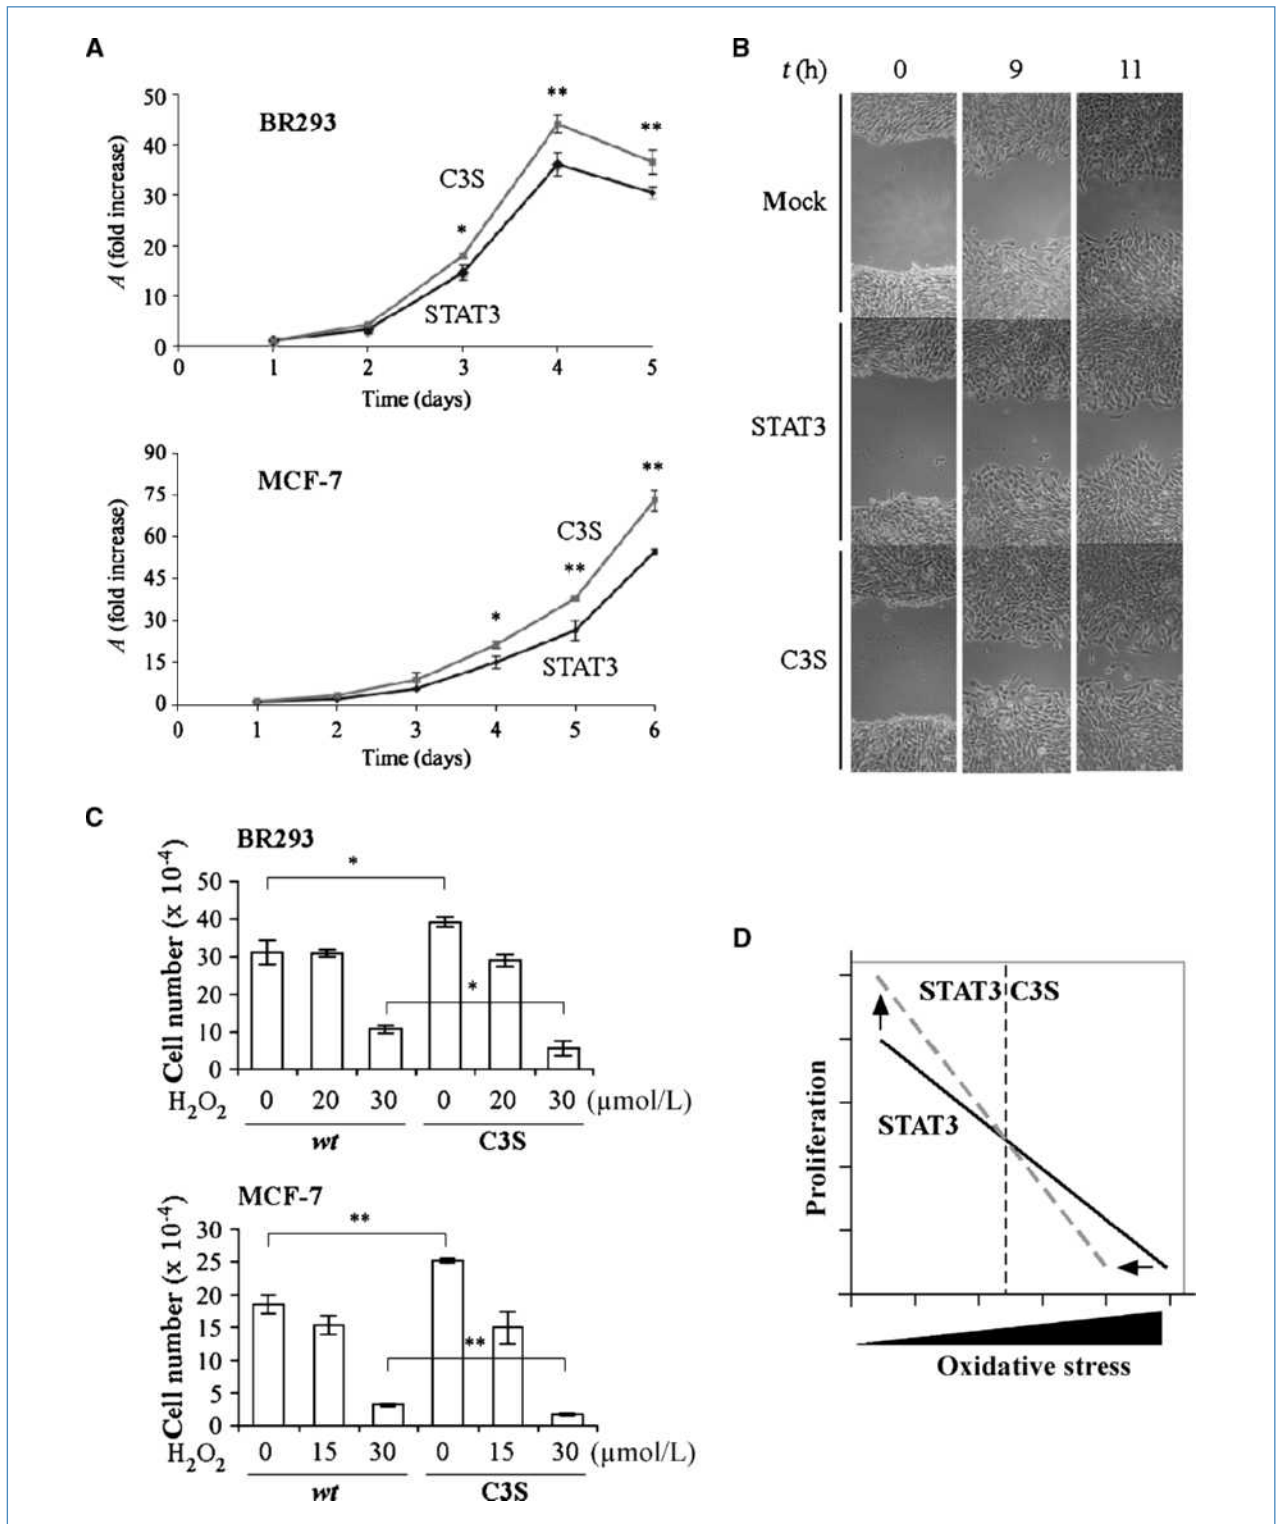 A
BR293
50
40
30
20
10
0
A (fold increase)
C3S
STAT3
*
**
**
0 1 2 3 4 5
Time (days)
MCF-7
90
75
60
45
30
15
0
A (fold increase)
C3S
STAT3
*
**
**
0 1 2 3 4 5 6
Time (days)
B
t (h) 0 9 11
Mock
STAT3
C3S
C
BR293
Cell number (x 10⁻⁴)
50
40
30
20
10
0
*
*
H₂O₂ 0 20 30 0 20 30 (µmol/L)
wt C3S
MCF-7
Cell number (x 10⁻⁴)
30
25
20
15
10
5
0
**
**
H₂O₂ 0 15 30 0 15 30 (µmol/L)
wt C3S
D
STAT3 C3S
STAT3
Proliferation
Oxidative stress